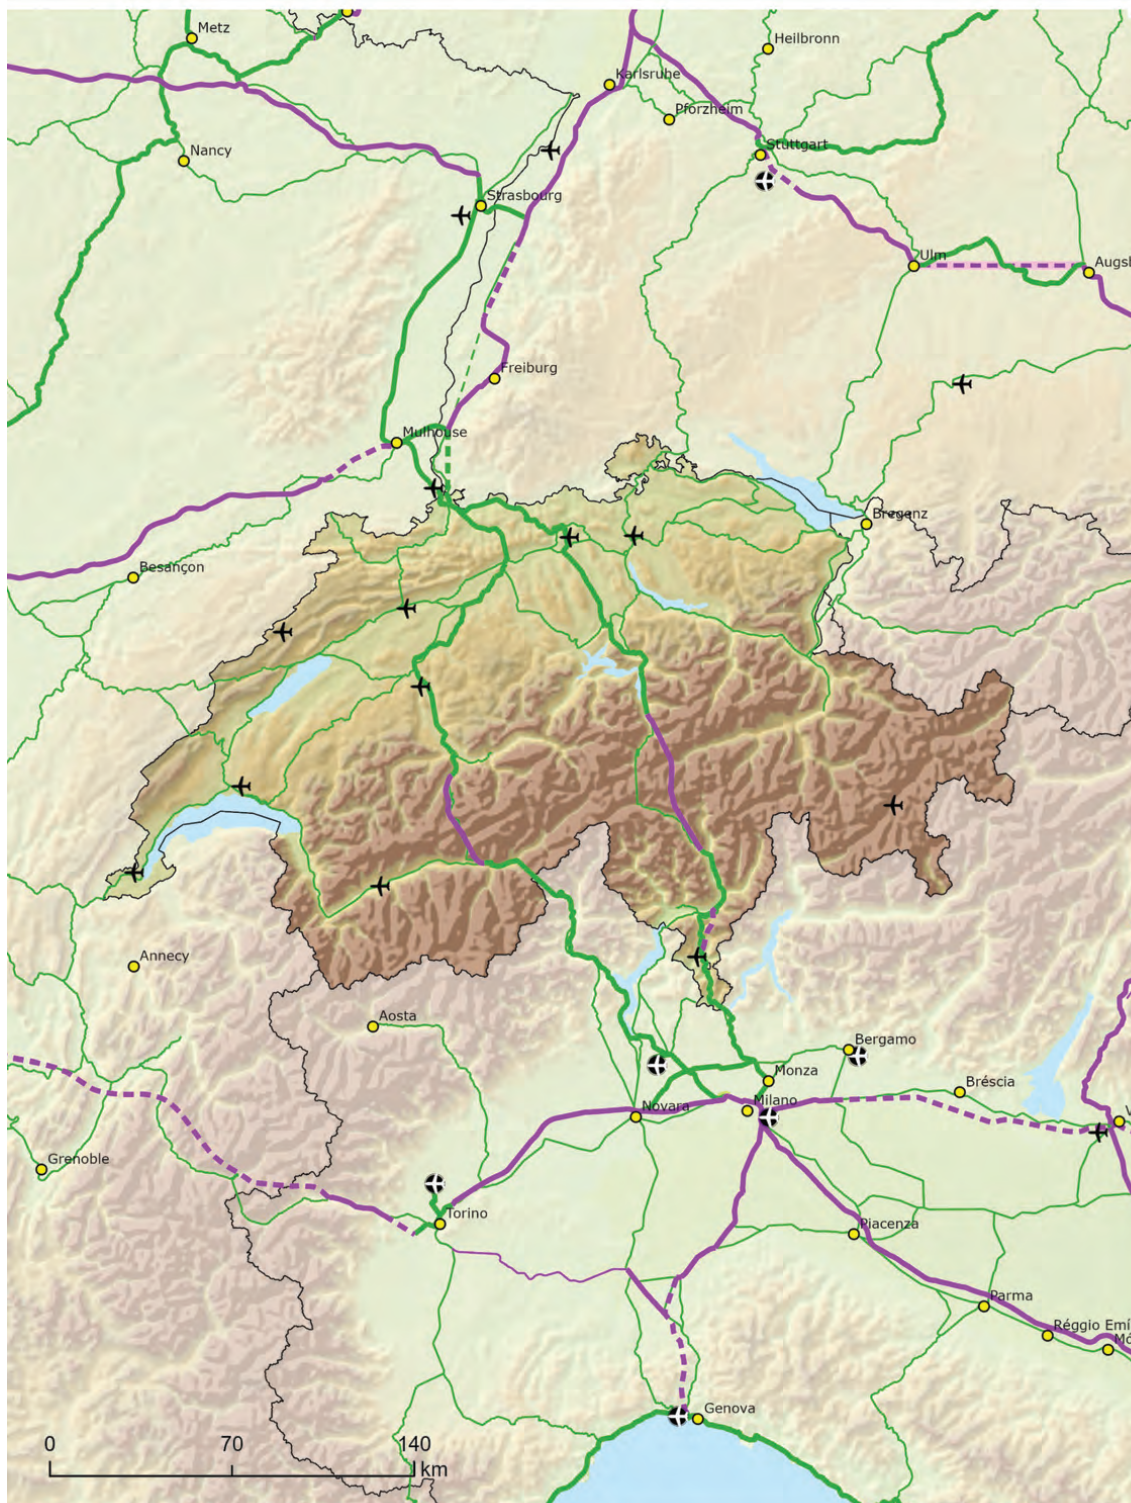 Metz
Heilbronn
Karlsruhe
Pforzheim
Nancy
Stuttgart
Strasbourg
Ulm
Augsb
Freiburg
Mulhouse
Bregenz
Besançon
Annecy
Aosta
Bergamo
Monza
Bréscia
Milano
Novara
V
Grenoble
Torino
Piacenza
Parma
Réggio Emí
Mó
Genova
0 70 140
km